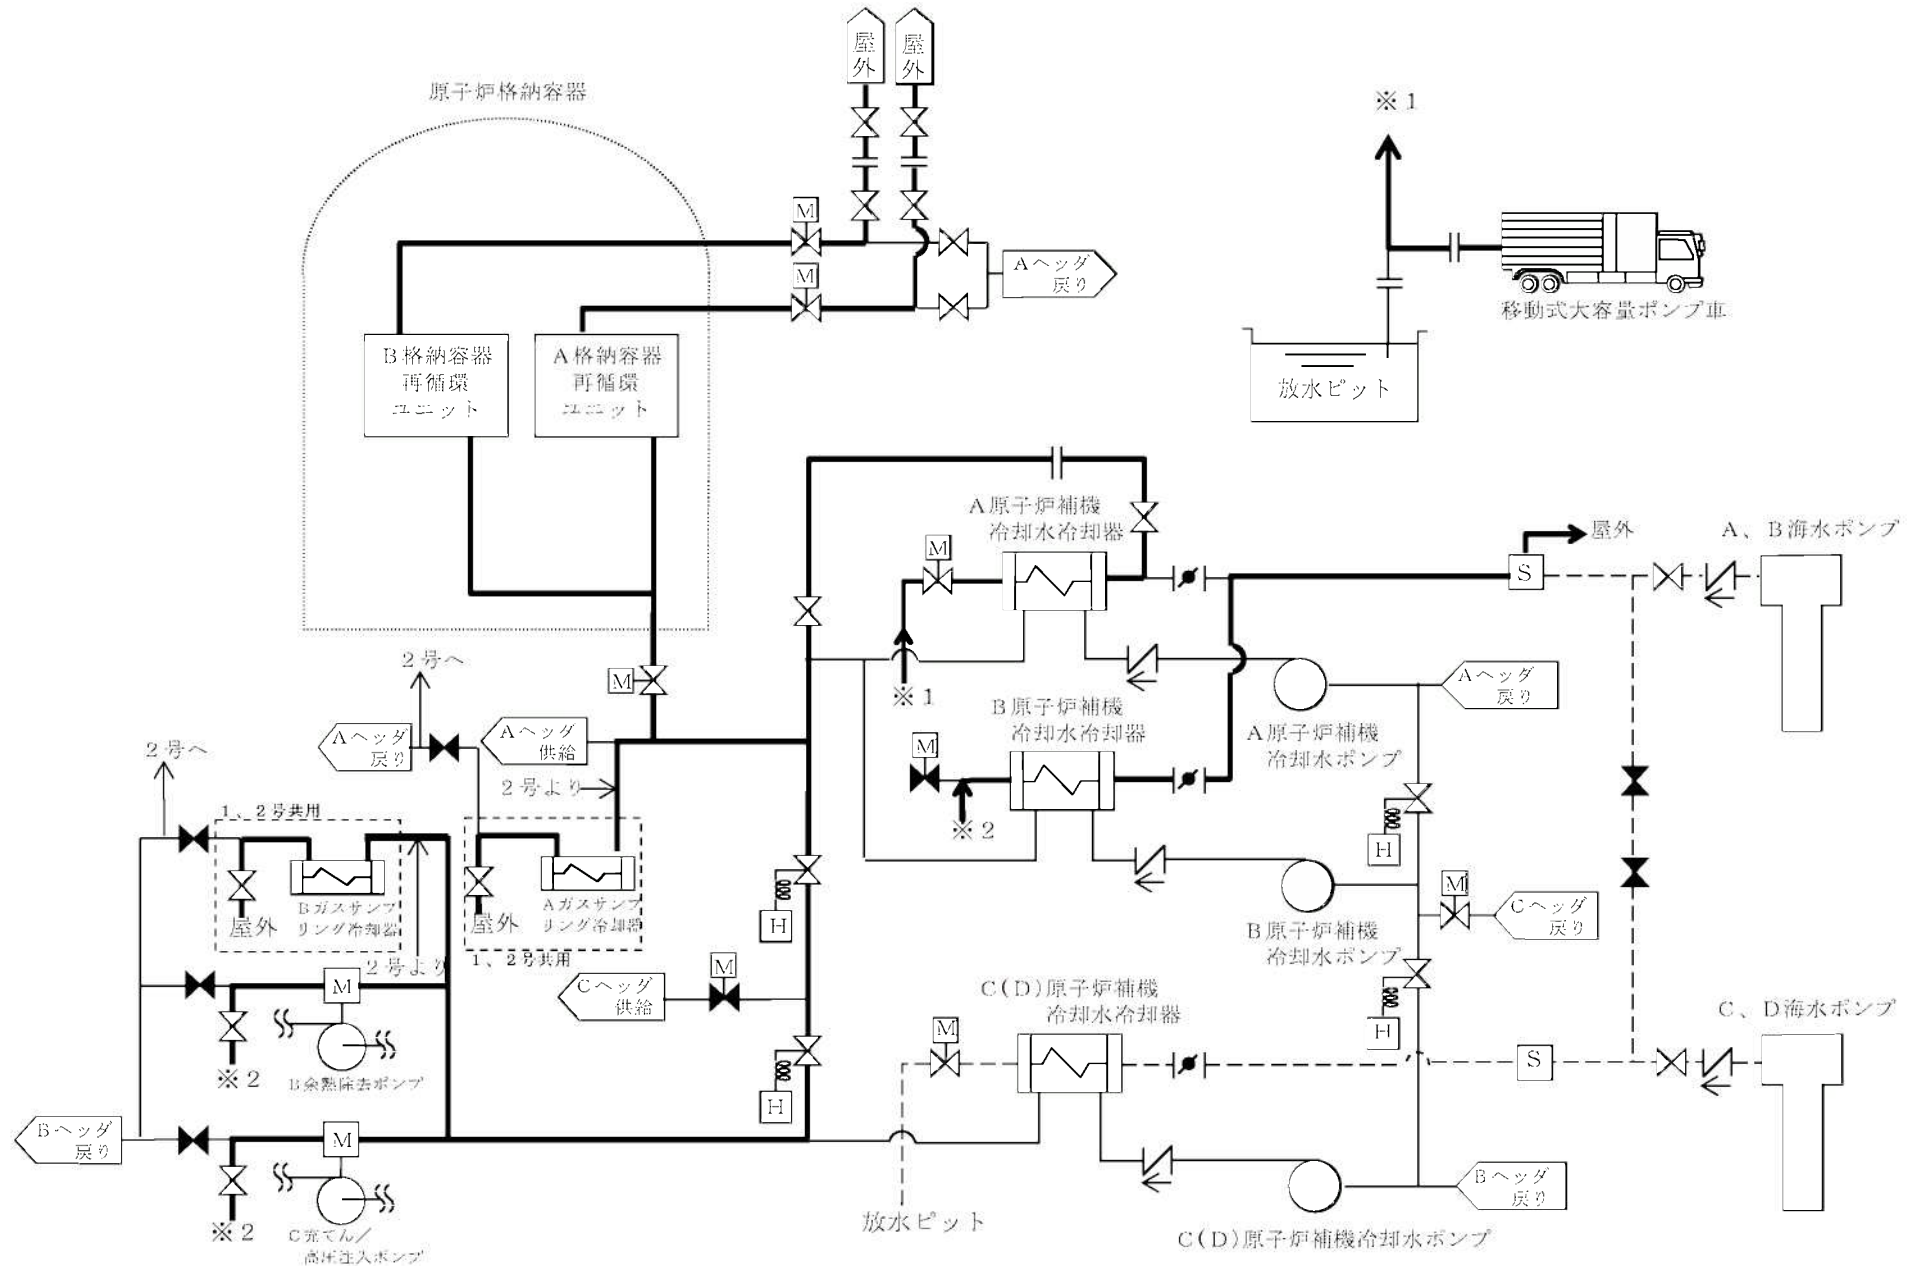 屋外
屋外
原子炉格納容器
※1
M
M
Aヘッダ
戻り
移動式大容量ポンプ車
放水ピット
B格納容器
再循環
ユニット
A格納容器
再循環
ユニット
A原子炉補機
冷却水冷却器
M
屋外
S
A、B海水ポンプ
2号へ
M
※1
Aヘッダ
戻り
B原子炉補機
冷却水冷却器
A原子炉補機
冷却水ポンプ
2号へ
Aヘッダ
戻り
Aヘッダ
供給
2号より
M
※2
1、2号共用
H
H
屋外
Bガスサンプ
リング冷却器
屋外
Aガスサンプ
リング冷却器
1、2号共用
2号より
M
Cヘッダ
戻り
B原子炉補機
冷却水ポンプ
M
M
Cヘッダ
供給
C(D)原子炉補機
冷却水冷却器
H
C、D海水ポンプ
M
S
※2
B余熱除去ポンプ
H
Bヘッダ
戻り
M
Bヘッダ
戻り
※2
C充てん/
高圧注入ポンプ
放水ピット
C(D)原子炉補機冷却水ポンプ